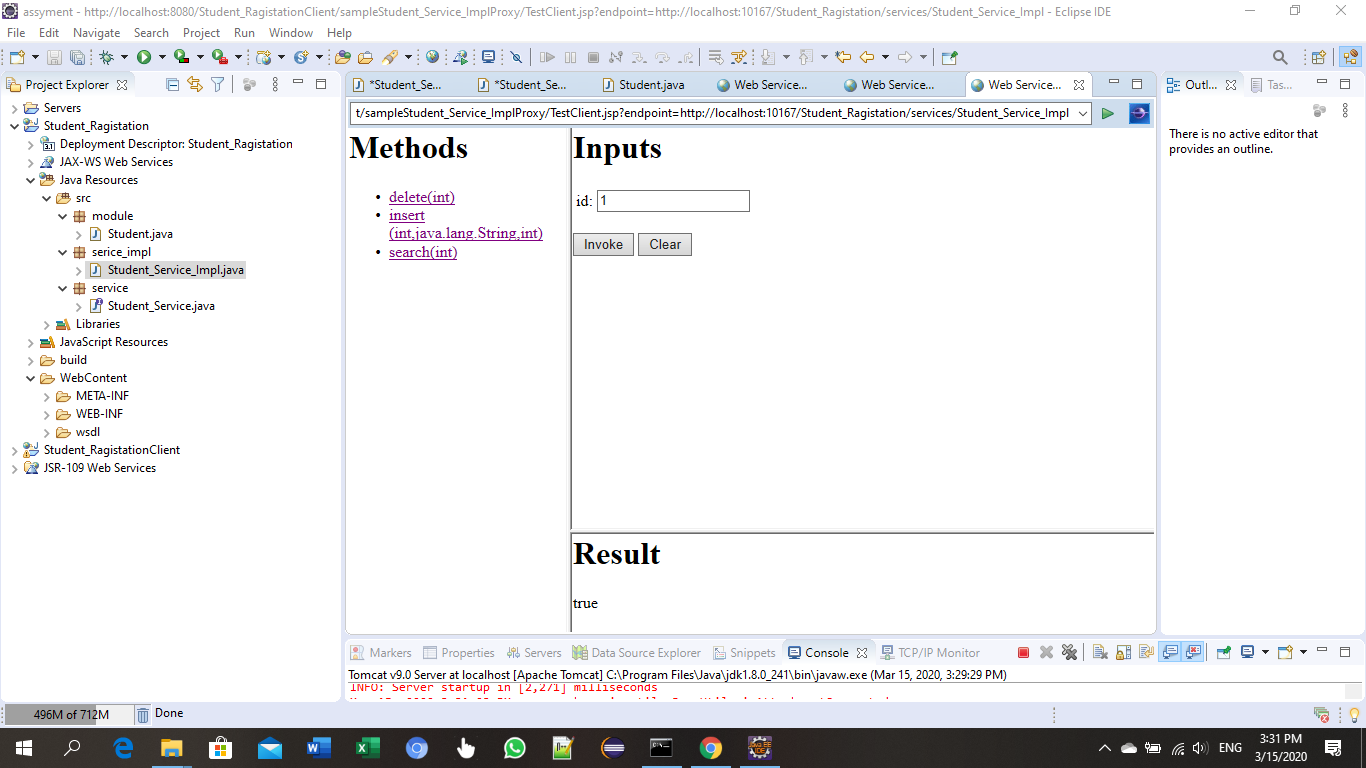 assyment - http://localhost:8080/Student_RagistationClient/sampleStudent_Service_ImplProxy/TestClient.jsp?endpoint=http://localhost:10167/Student_Ragistation/services/Student_Service_Impl - Eclipse IDE
File Edit Navigate Search Project Run Window Help
Project Explorer
Servers
Student_Ragistation
Deployment Descriptor: Student_Ragistation
JAX-WS Web Services
Java Resources
src
module
Student.java
serice_impl
Student_Service_Impl.java
service
Student_Service.java
Libraries
JavaScript Resources
build
WebContent
META-INF
WEB-INF
wsdl
Student_RagistationClient
JSR-109 Web Services
*Student_Se... *Student_Se... Student.java Web Service... Web Service... Web Service...
t/sampleStudent_Service_ImplProxy/TestClient.jsp?endpoint=http://localhost:10167/Student_Ragistation/services/Student_Service_Impl
Methods
• delete(int)
• insert
(int,java.lang.String,int)
• search(int)
Inputs
id: 1
Invoke Clear
Result
true
Outl... Tas...
There is no active editor that
provides an outline.
Markers Properties Servers Data Source Explorer Snippets Console TCP/IP Monitor
Tomcat v9.0 Server at localhost [Apache Tomcat] C:\Program Files\Java\jdk1.8.0_241\bin\javaw.exe (Mar 15, 2020, 3:29:29 PM)
INFO: Server startup in [2,271] milliseconds
496M of 712M Done
ENG
3:31 PM
3/15/2020